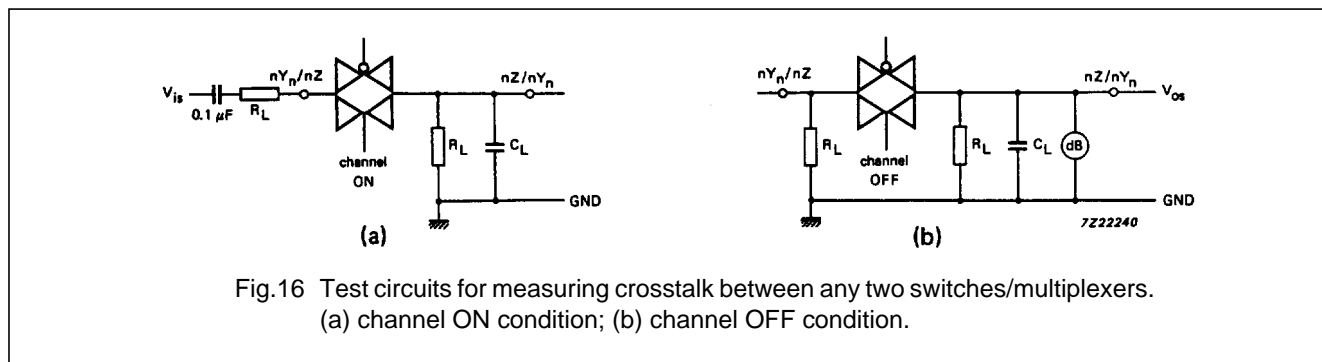 V_is
0.1 µF
R_L
nY_n/nZ
channel
ON
nZ/nY_n
R_L
C_L
GND
(a)
nY_n/nZ
R_L
channel
OFF
nZ/nY_n
V_os
R_L
C_L
dB
GND
7Z22240
(b)
Fig.16 Test circuits for measuring crosstalk between any two switches/multiplexers.
(a) channel ON condition; (b) channel OFF condition.